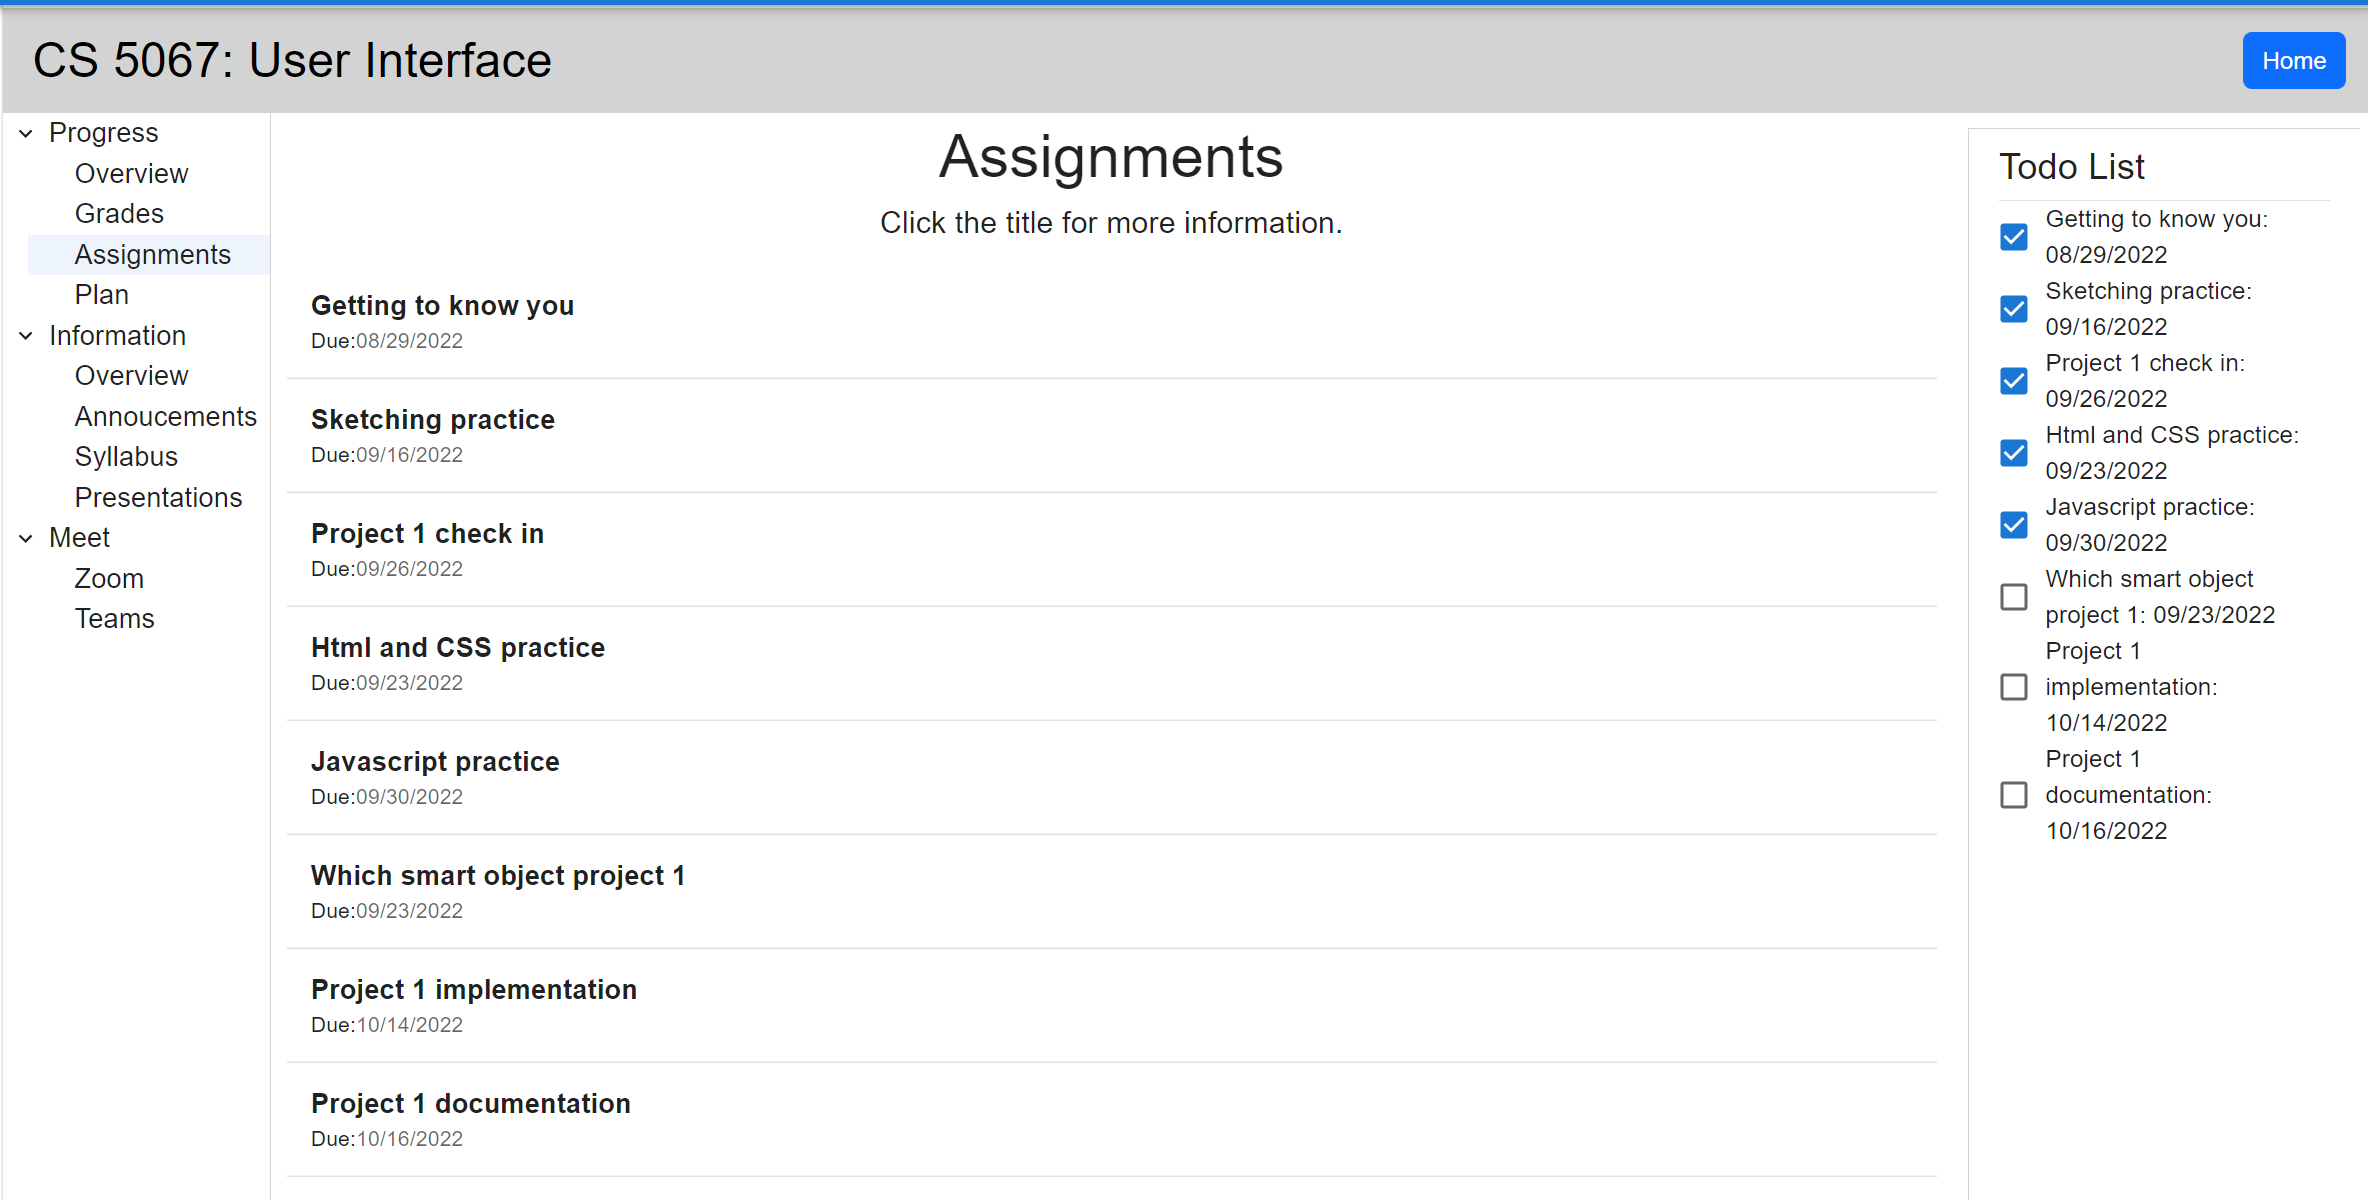 CS 5067: User Interface
Home
Progress
Overview
Grades
Assignments
Plan
Information
Overview
Annoucements
Syllabus
Presentations
Meet
Zoom
Teams
Assignments
Click the title for more information.
Getting to know you
Due:08/29/2022
Sketching practice
Due:09/16/2022
Project 1 check in
Due:09/26/2022
Html and CSS practice
Due:09/23/2022
Javascript practice
Due:09/30/2022
Which smart object project 1
Due:09/23/2022
Project 1 implementation
Due:10/14/2022
Project 1 documentation
Due:10/16/2022
Todo List
Getting to know you:
08/29/2022
Sketching practice:
09/16/2022
Project 1 check in:
09/26/2022
Html and CSS practice:
09/23/2022
Javascript practice:
09/30/2022
Which smart object
project 1: 09/23/2022
Project 1
implementation:
10/14/2022
Project 1
documentation:
10/16/2022